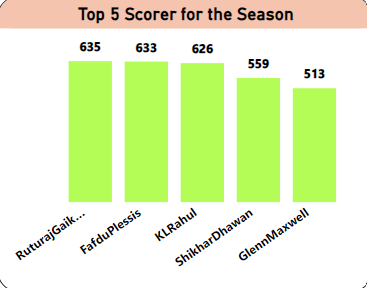 Top 5 Scorer for the Season
635
633
626
559
513
RuturajGaik...
FafduPlessis
KLRahul
ShikharDhawan
GlennMaxwell